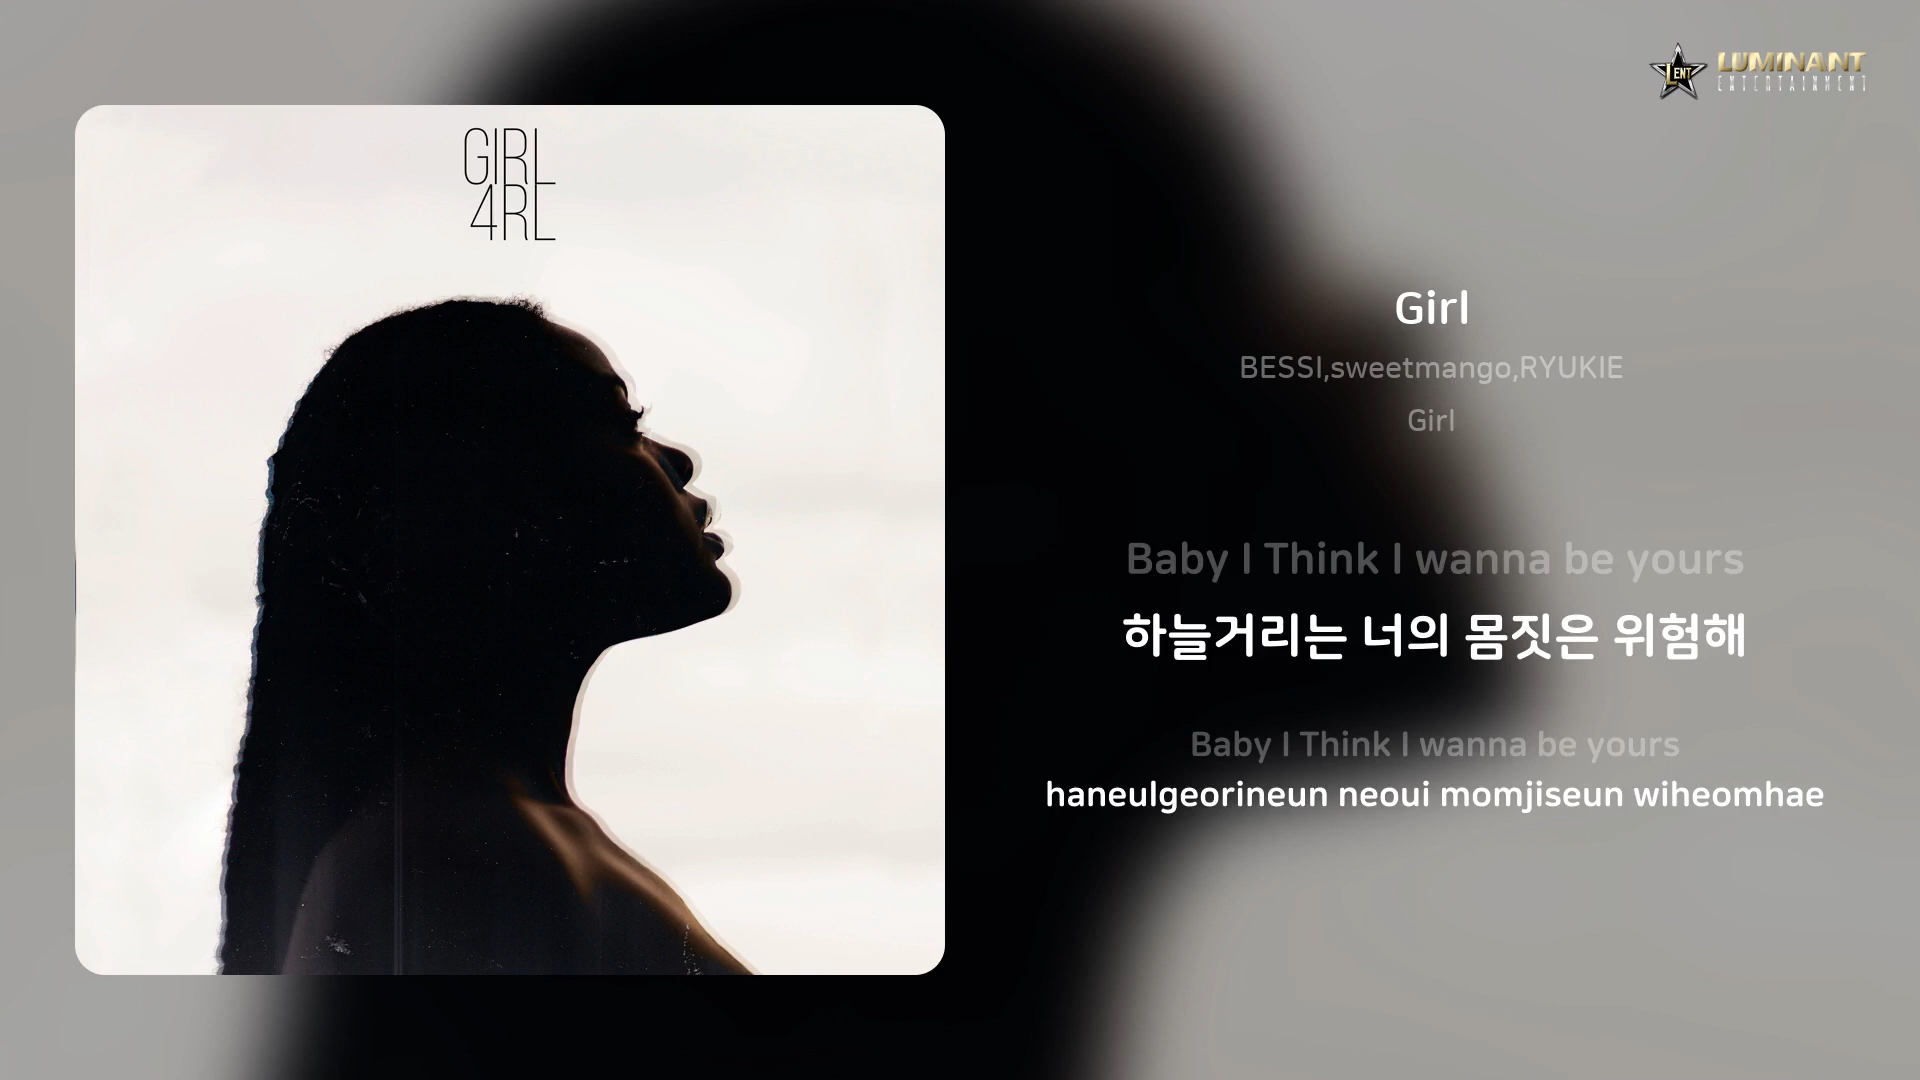 GIRL
4RL
LENT
LUMINANT
ENTERTAINMENT
Girl
BESSI,sweetmango,RYUKIE
Girl
Baby I Think I wanna be yours
하늘거리는 너의 몸짓은 위험해
Baby I Think I wanna be yours
haneulgeorineun neoui momjiseun wiheomhae